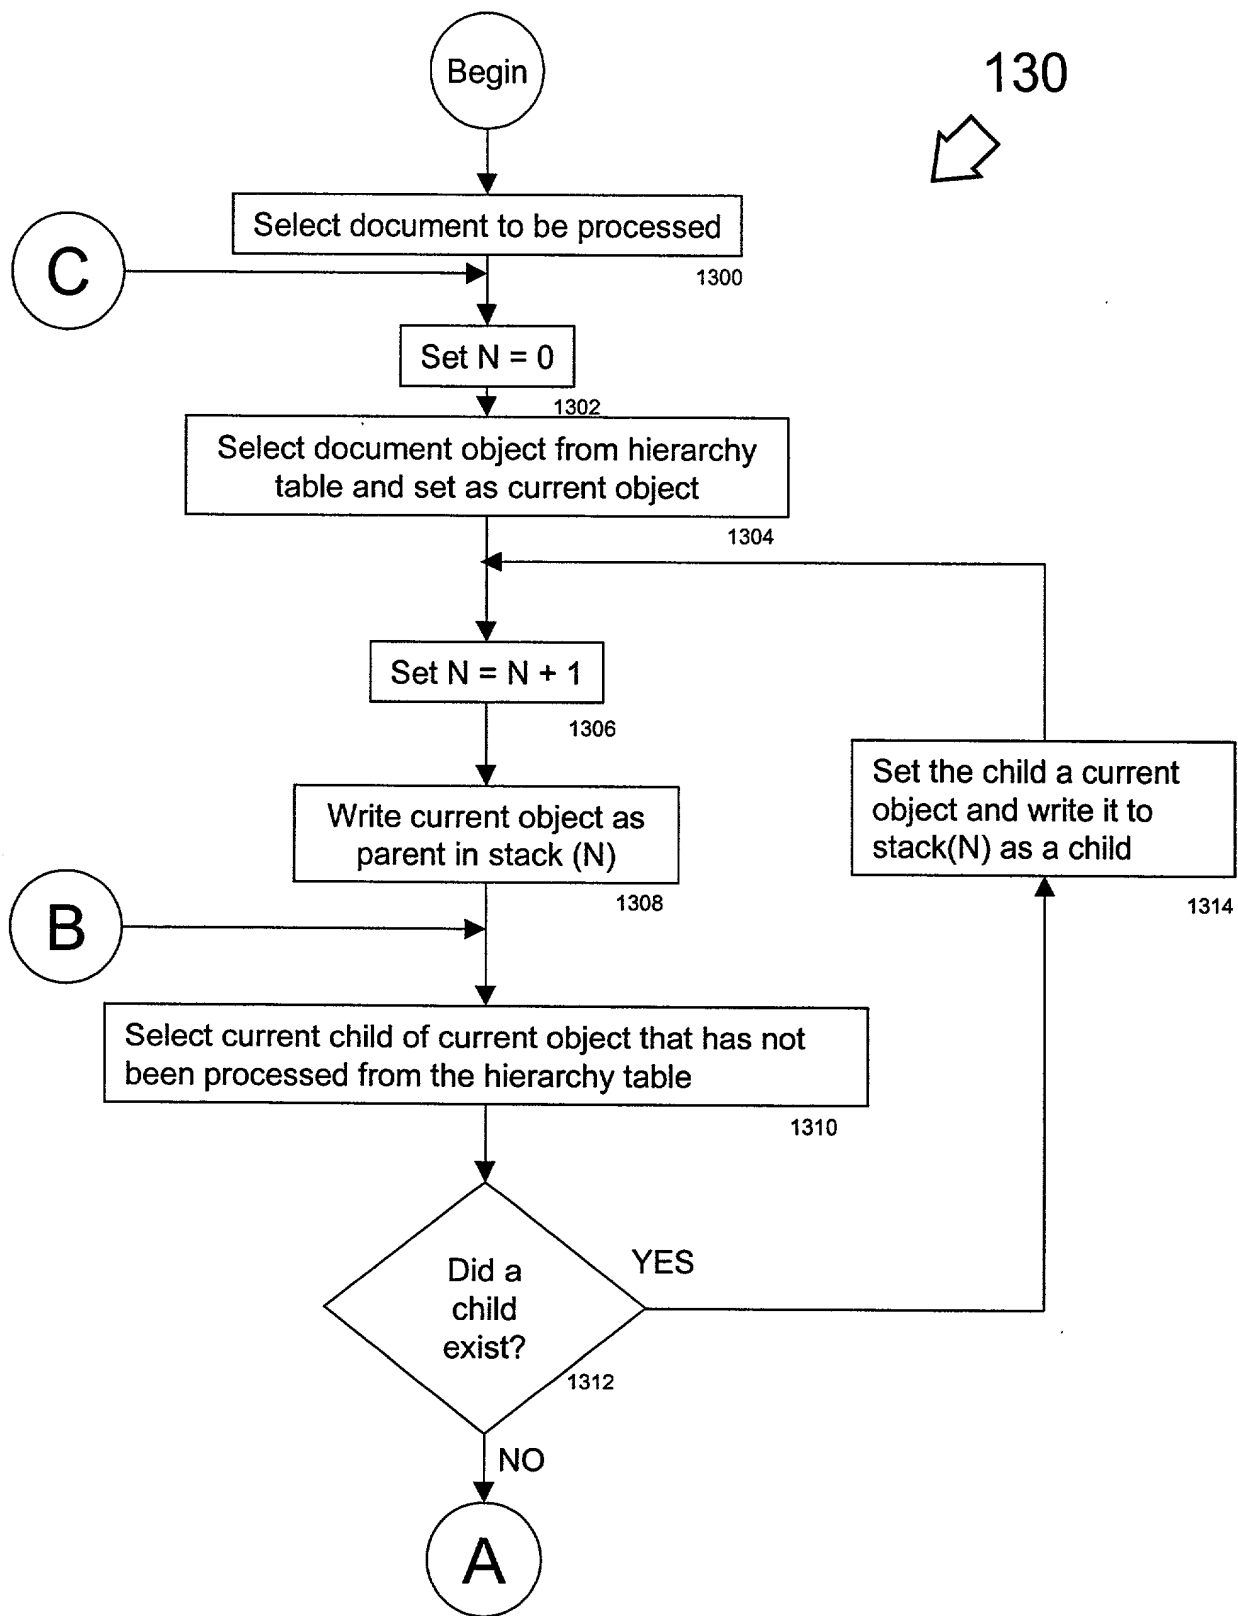 Begin
130
Select document to be processed
1300
C
Set N = 0
1302
Select document object from hierarchy
table and set as current object
1304
Set N = N + 1
1306
Set the child a current
object and write it to
stack(N) as a child
1314
Write current object as
parent in stack (N)
1308
B
Select current child of current object that has not
been processed from the hierarchy table
1310
Did a
child
exist?
YES
1312
NO
A